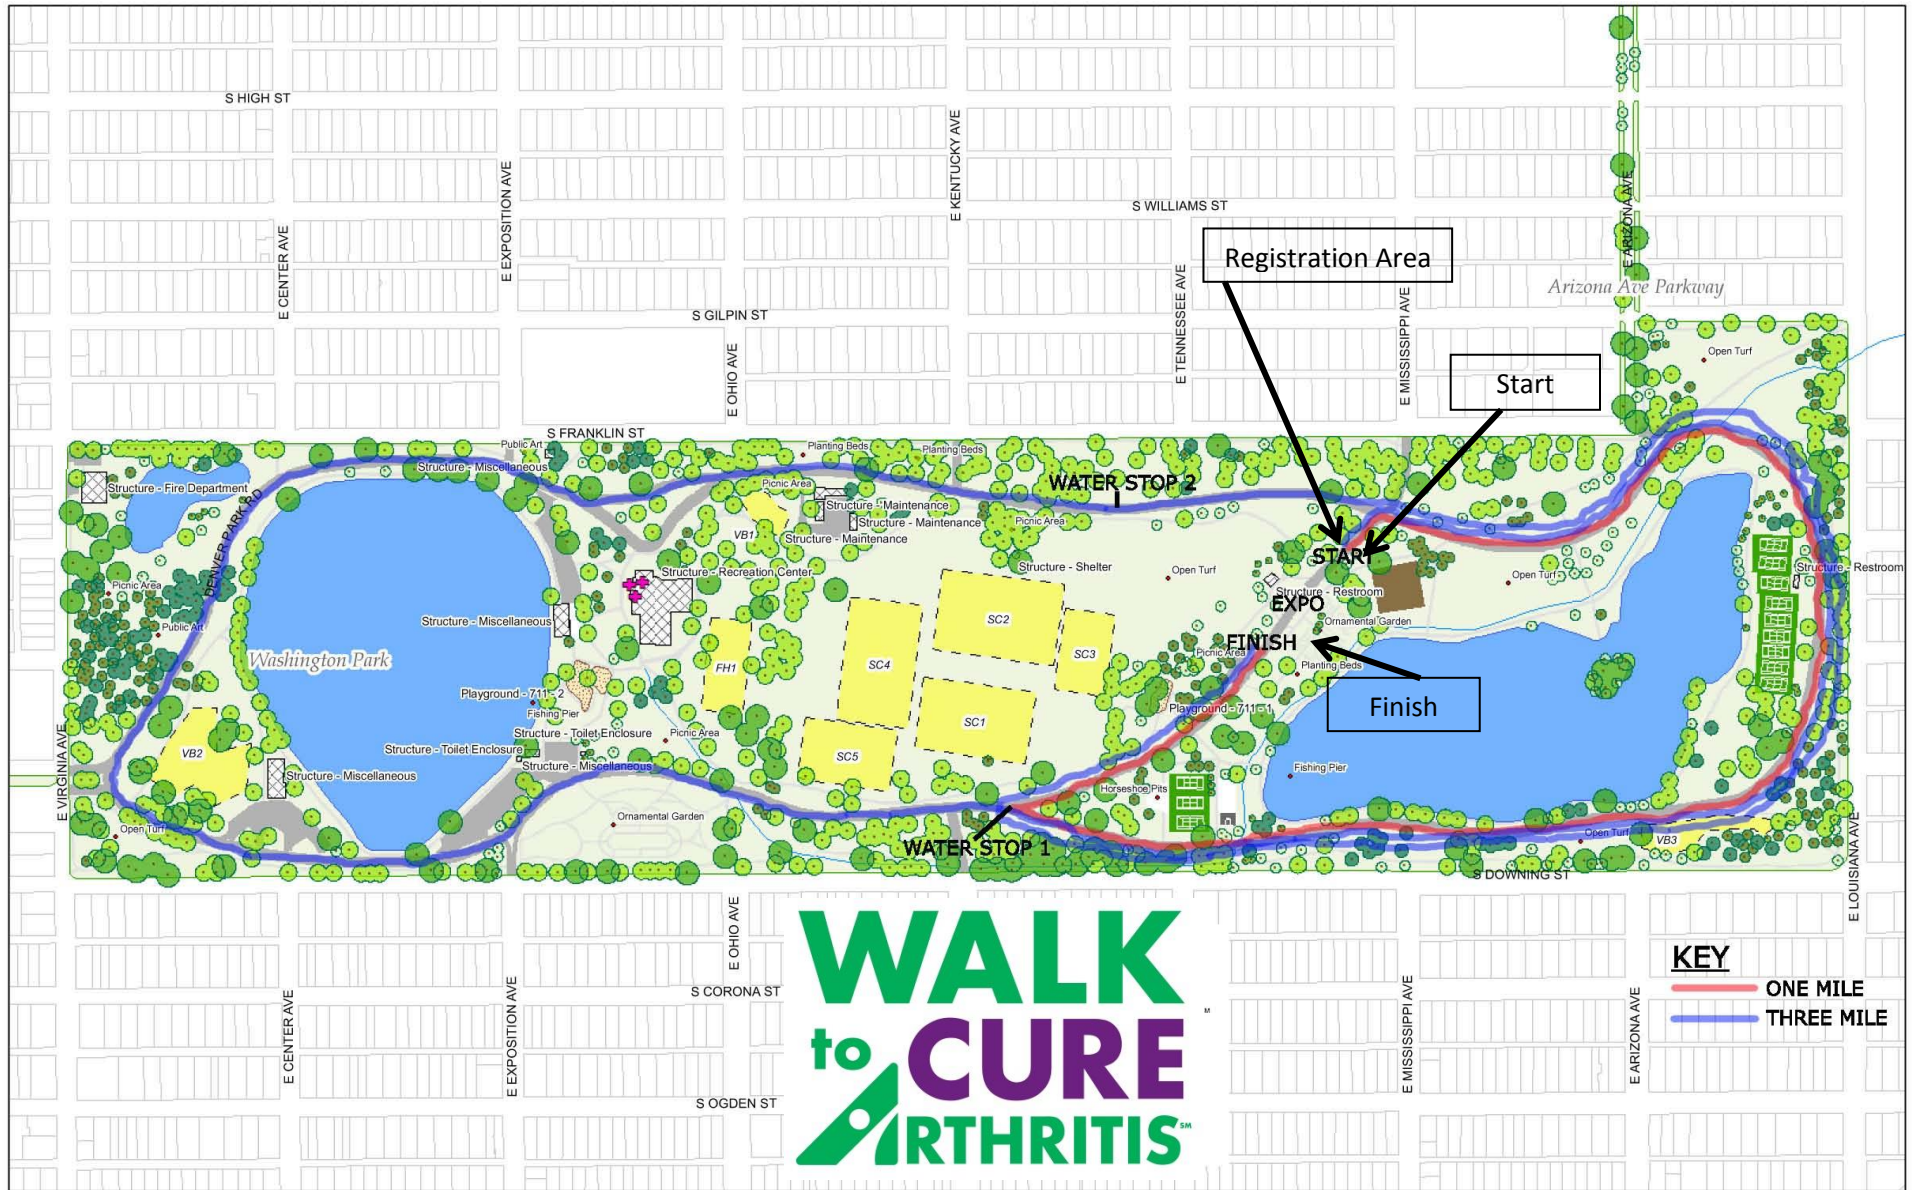 S HIGH ST
E KENTUCKY AVE
E EXPOSITION AVE
S WILLIAMS ST
E ARIZONA AVE
E CENTER AVE
Registration Area
E TENNESSEE AVE
E MISSISSIPPI AVE
Arizona Ave Parkway
S GILPIN ST
E OHIO AVE
Open Turf
Start
S FRANKLIN ST
Public Art
Planting Beds
Planting Beds
Structure - Miscellaneous
Structure - Fire Department
Picnic Area
WATER STOP 2
Structure - Maintenance
Structure - Maintenance
Picnic Area
VB1
Structure - Maintenance
DENVER PARK RD
START
Structure - Shelter
Open Turf
Structure - Recreation Center
Open Turf
Structure - Restroom
Picnic Area
Structure - Restroom
EXPO
Structure - Miscellaneous
SC2
Ornamental Garden
Public Art
FINISH
Washington Park
FH1
SC4
SC3
Picnic Area
Planting Beds
Playground - 711 - 2
Playground - 711 - 1
Finish
Fishing Pier
SC1
Structure - Toilet Enclosure
Picnic Area
Structure - Toilet Enclosure
VB2
SC5
Structure - Miscellaneous
Structure - Miscellaneous
Fishing Pier
E VIRGINIA AVE
Horseshoe Pits
Ornamental Garden
Open Turf
Open Turf
VB3
WATER STOP 1
S DOWNING ST
E LOUISIANA AVE
E OHIO AVE
WALK
to CURE
ARTHRITIS℠
KEY
ONE MILE
THREE MILE
S CORONA ST
M
E CENTER AVE
E EXPOSITION AVE
E MISSISSIPPI AVE
E ARIZONA AVE
S OGDEN ST